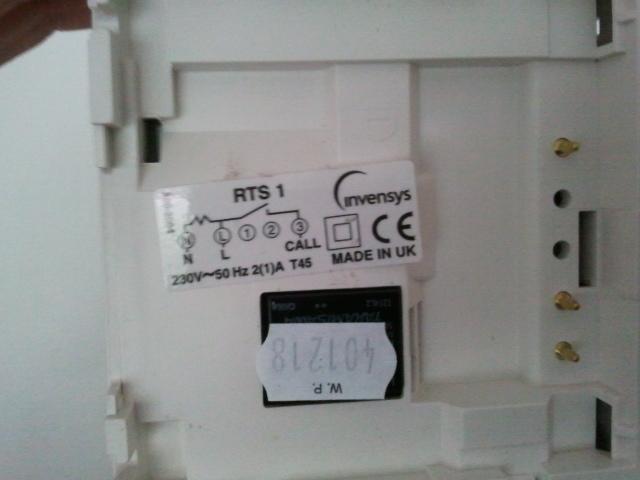 RTS 1
invensys
N L 1 2 3
N L CALL
CE
230V~50 Hz 2(1)A T45 MADE IN UK
401218
W.P.